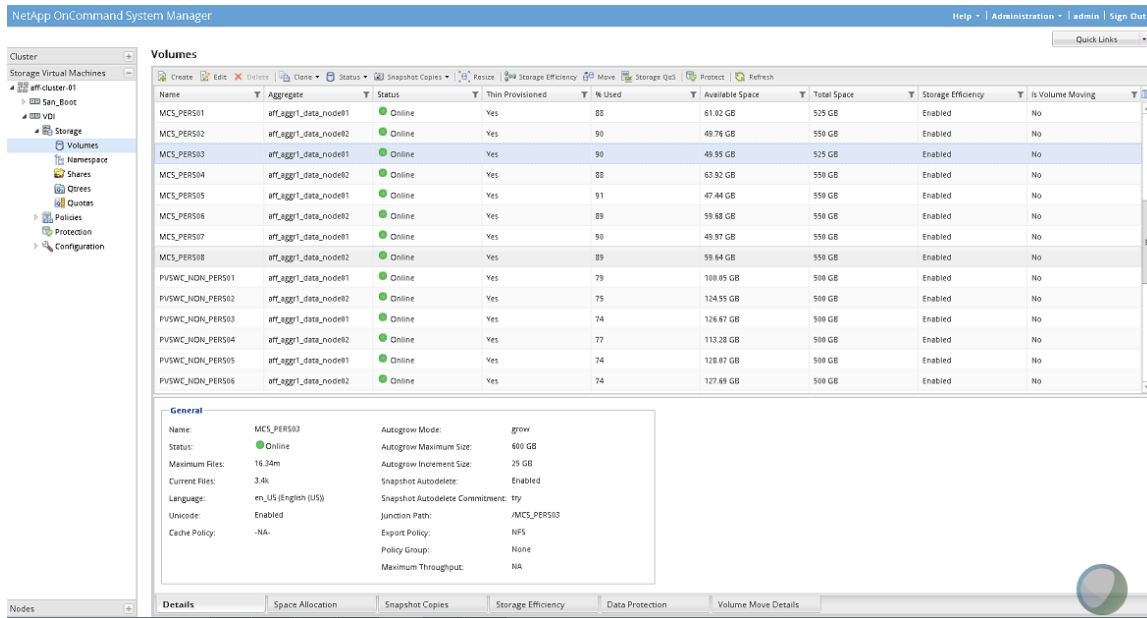 NetApp OnCommand System Manager
Help | Administration | admin | Sign Out
Quick Links
Cluster
Storage Virtual Machines
aff-cluster-01
San_Boot
VDI
Storage
Volumes
Namespace
Shares
Qtrees
Quotas
Policies
Protection
Configuration
Nodes
Volumes
Create Edit Delete Clone Status Snapshot Copies Resize Storage Efficiency Move Storage QoS Protect Refresh
Name Aggregate Status Thin Provisioned % Used Available Space Total Space Storage Efficiency Is Volume Moving
MCS_PERS01 aff_aggr1_data_node01 Online Yes 88 61.02 GB 525 GB Enabled No
MCS_PERS02 aff_aggr1_data_node02 Online Yes 90 49.76 GB 550 GB Enabled No
MCS_PERS03 aff_aggr1_data_node01 Online Yes 90 49.95 GB 525 GB Enabled No
MCS_PERS04 aff_aggr1_data_node02 Online Yes 88 63.92 GB 550 GB Enabled No
MCS_PERS05 aff_aggr1_data_node01 Online Yes 91 47.44 GB 550 GB Enabled No
MCS_PERS06 aff_aggr1_data_node02 Online Yes 89 59.68 GB 550 GB Enabled No
MCS_PERS07 aff_aggr1_data_node01 Online Yes 90 49.97 GB 550 GB Enabled No
MCS_PERS08 aff_aggr1_data_node02 Online Yes 89 59.64 GB 550 GB Enabled No
PVSWC_NON_PERS01 aff_aggr1_data_node01 Online Yes 79 100.05 GB 500 GB Enabled No
PVSWC_NON_PERS02 aff_aggr1_data_node02 Online Yes 75 124.55 GB 500 GB Enabled No
PVSWC_NON_PERS03 aff_aggr1_data_node01 Online Yes 74 126.67 GB 500 GB Enabled No
PVSWC_NON_PERS04 aff_aggr1_data_node02 Online Yes 77 113.28 GB 500 GB Enabled No
PVSWC_NON_PERS05 aff_aggr1_data_node01 Online Yes 74 128.07 GB 500 GB Enabled No
PVSWC_NON_PERS06 aff_aggr1_data_node02 Online Yes 74 127.69 GB 500 GB Enabled No
General
Name: MCS_PERS03 Autogrow Mode: grow
Status: Online Autogrow Maximum Size: 600 GB
Maximum Files: 16.34m Autogrow Increment Size: 25 GB
Current Files: 3.4k Snapshot Autodelete: Enabled
Language: en_US (English (US)) Snapshot Autodelete Commitment: try
Unicode: Enabled Junction Path: /MCS_PERS03
Cache Policy: -NA- Export Policy: NFS
Policy Group: None
Maximum Throughput: NA
Details Space Allocation Snapshot Copies Storage Efficiency Data Protection Volume Move Details